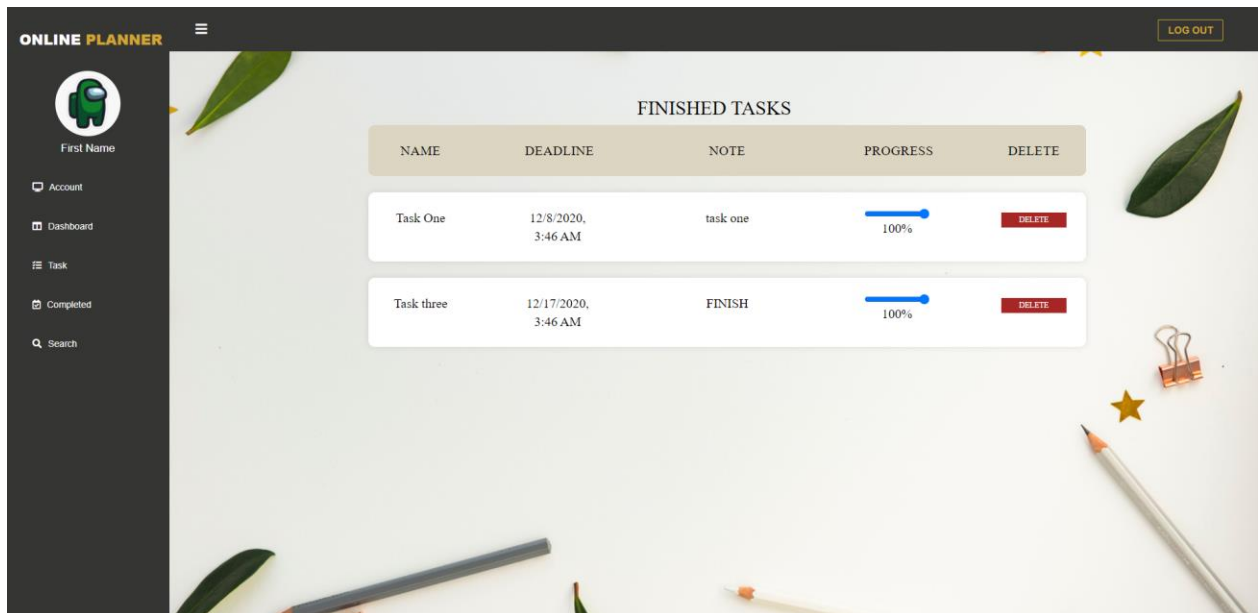 ONLINE PLANNER
LOG OUT
First Name
Account
Dashboard
Task
Completed
Search
FINISHED TASKS
NAME DEADLINE NOTE PROGRESS DELETE
Task One 12/8/2020, task one DELETE
3:46 AM 100%
Task three 12/17/2020, FINISH DELETE
3:46 AM 100%